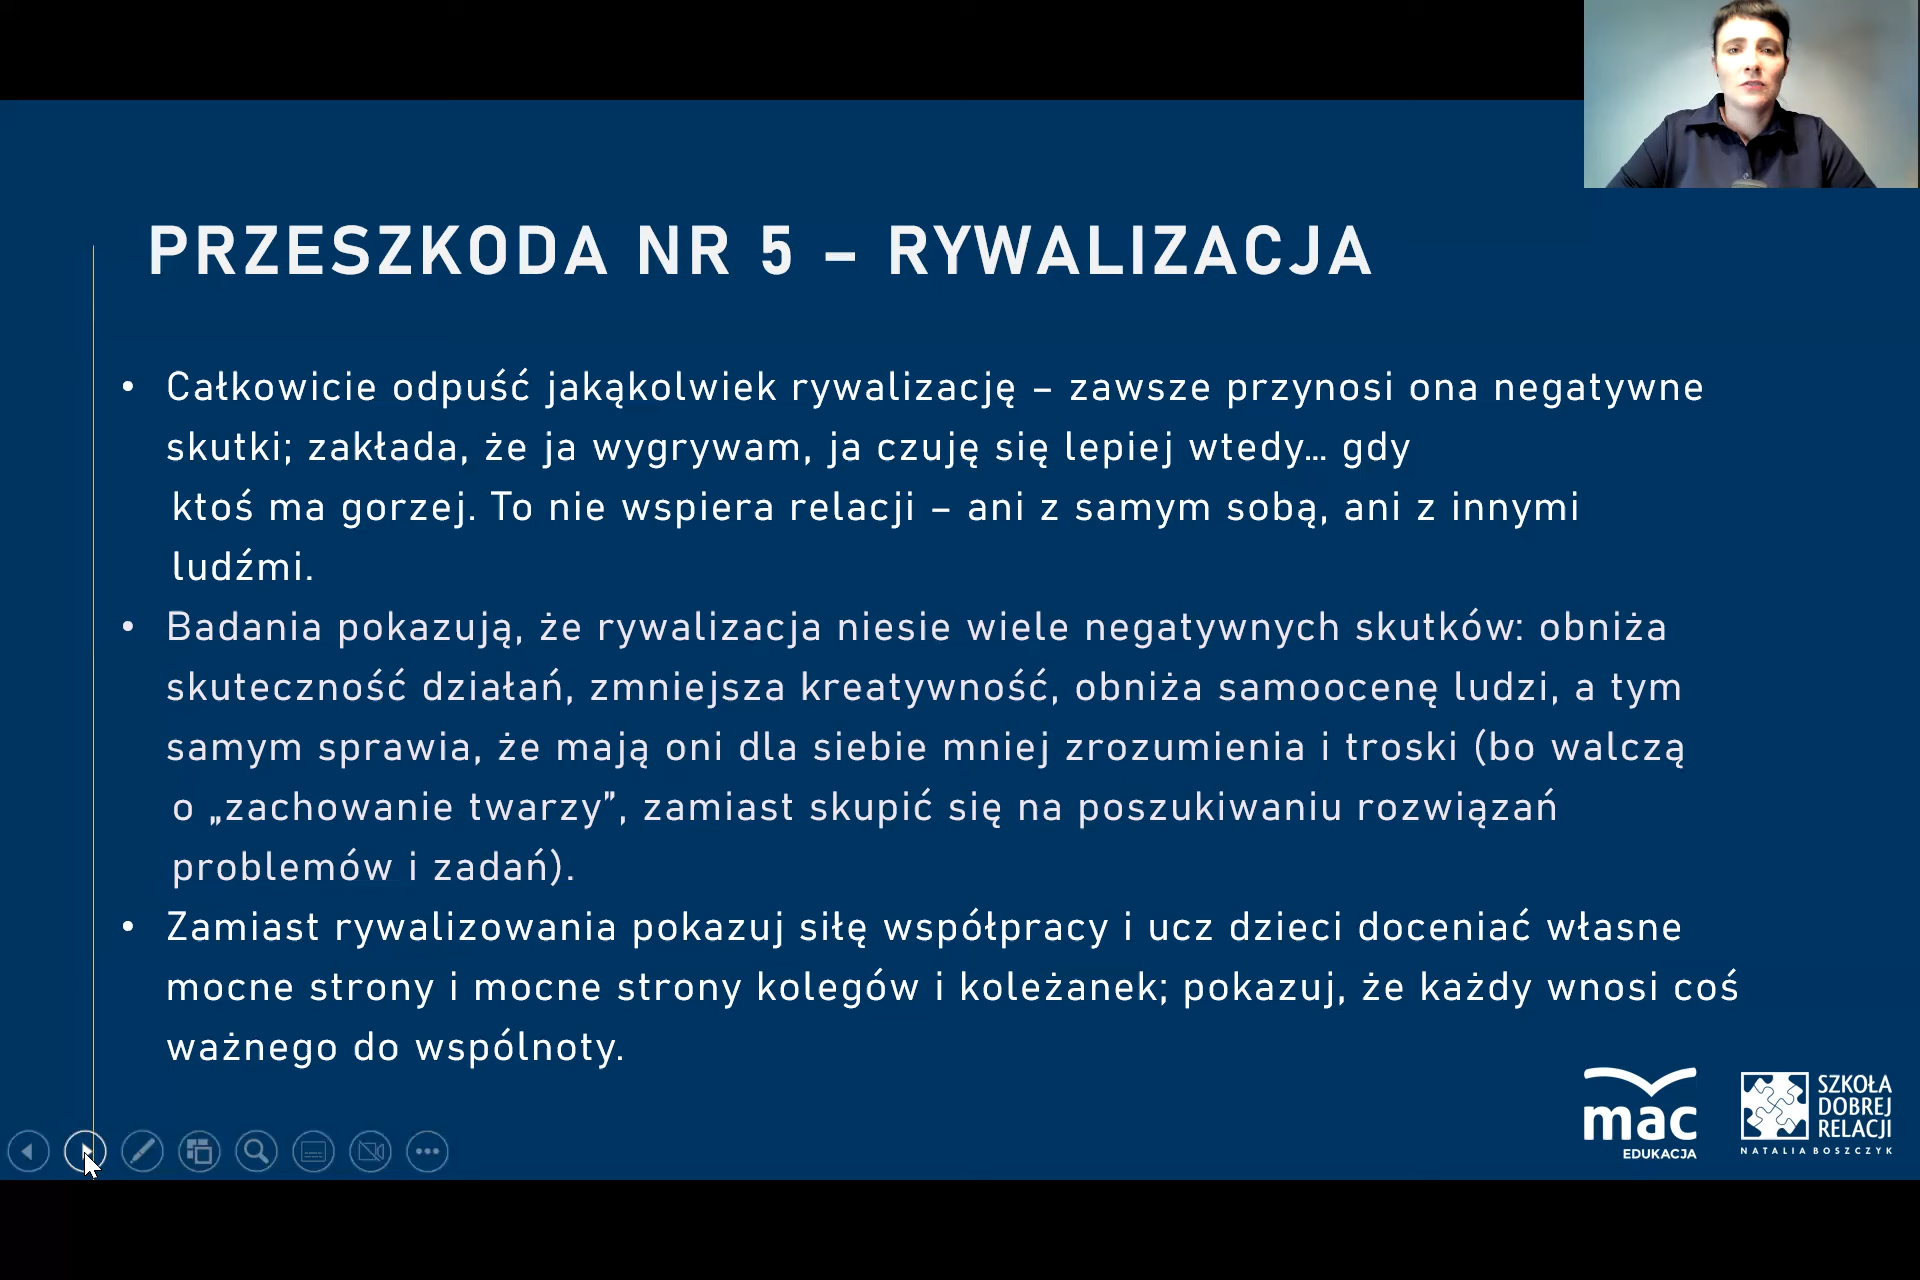 PRZESZKODA NR 5 – RYWALIZACJA
• Całkowicie odpuść jakąkolwiek rywalizację – zawsze przynosi ona negatywne
skutki; zakłada, że ja wygrywam, ja czuję się lepiej wtedy… gdy
ktoś ma gorzej. To nie wspiera relacji – ani z samym sobą, ani z innymi
ludźmi.
• Badania pokazują, że rywalizacja niesie wiele negatywnych skutków: obniża
skuteczność działań, zmniejsza kreatywność, obniża samoocenę ludzi, a tym
samym sprawia, że mają oni dla siebie mniej zrozumienia i troski (bo walczą
o „zachowanie twarzy”, zamiast skupić się na poszukiwaniu rozwiązań
problemów i zadań).
• Zamiast rywalizowania pokazuj siłę współpracy i ucz dzieci doceniać własne
mocne strony i mocne strony kolegów i koleżanek; pokazuj, że każdy wnosi coś
ważnego do wspólnoty.
mac
EDUKACJA
SZKOŁA
DOBREJ
RELACJI
NATALIA BOSZCZYK